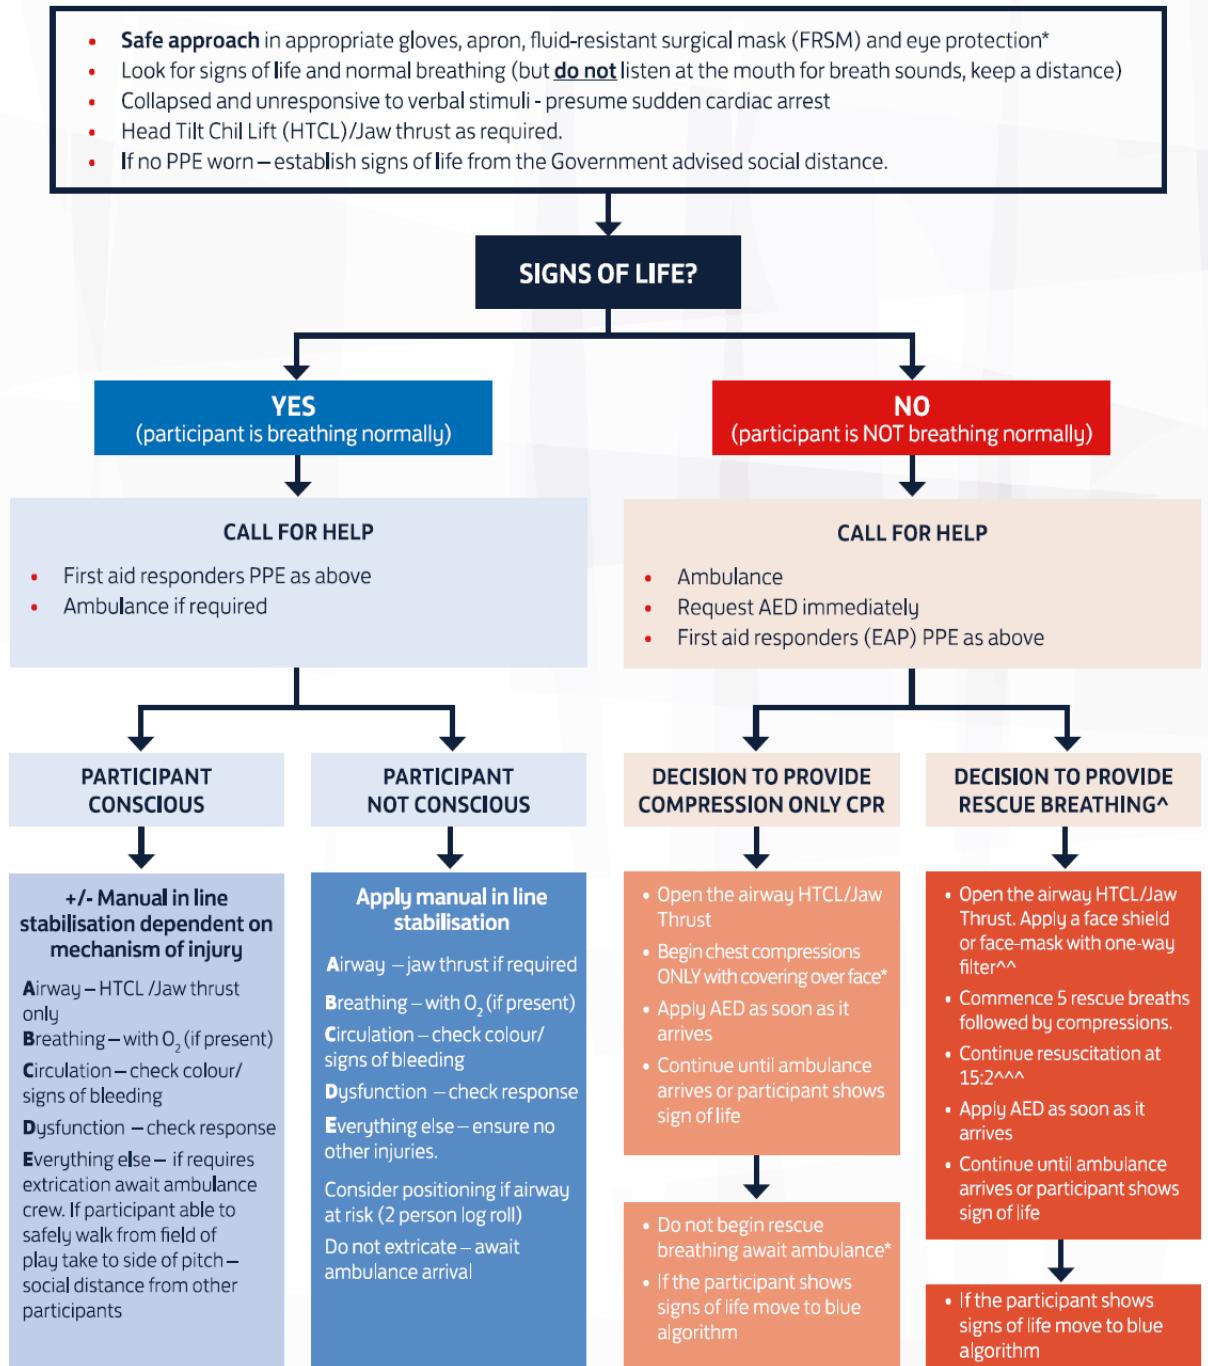 • Safe approach in appropriate gloves, apron, fluid-resistant surgical mask (FRSM) and eye protection*
• Look for signs of life and normal breathing (but do not listen at the mouth for breath sounds, keep a distance)
• Collapsed and unresponsive to verbal stimuli - presume sudden cardiac arrest
• Head Tilt Chil Lift (HTCL)/Jaw thrust as required.
• If no PPE worn – establish signs of life from the Government advised social distance.
SIGNS OF LIFE?
YES
(participant is breathing normally)
NO
(participant is NOT breathing normally)
CALL FOR HELP
• First aid responders PPE as above
• Ambulance if required
CALL FOR HELP
• Ambulance
• Request AED immediately
• First aid responders (EAP) PPE as above
PARTICIPANT
CONSCIOUS
PARTICIPANT
NOT CONSCIOUS
DECISION TO PROVIDE
COMPRESSION ONLY CPR
DECISION TO PROVIDE
RESCUE BREATHING^
+/- Manual in line
stabilisation dependent on
mechanism of injury
Airway – HTCL /Jaw thrust
only
Breathing – with O₂ (if present)
Circulation – check colour/
signs of bleeding
Dysfunction – check response
Everything else – if requires
extrication await ambulance
crew. If participant able to
safely walk from field of
play take to side of pitch –
social distance from other
participants
Apply manual in line
stabilisation
Airway – jaw thrust if required
Breathing – with O₂ (if present)
Circulation – check colour/
signs of bleeding
Dysfunction – check response
Everything else – ensure no
other injuries.
Consider positioning if airway
at risk (2 person log roll)
Do not extricate – await
ambulance arrival
• Open the airway HTCL/Jaw
Thrust
• Begin chest compressions
ONLY with covering over face*
• Apply AED as soon as it
arrives
• Continue until ambulance
arrives or participant shows
sign of life
• Do not begin rescue
breathing await ambulance*
• If the participant shows
signs of life move to blue
algorithm
• Open the airway HTCL/Jaw
Thrust. Apply a face shield
or face-mask with one-way
filter^^
• Commence 5 rescue breaths
followed by compressions.
• Continue resuscitation at
15:2^^^
• Apply AED as soon as it
arrives
• Continue until ambulance
arrives or participant shows
sign of life
• If the participant shows
signs of life move to blue
algorithm